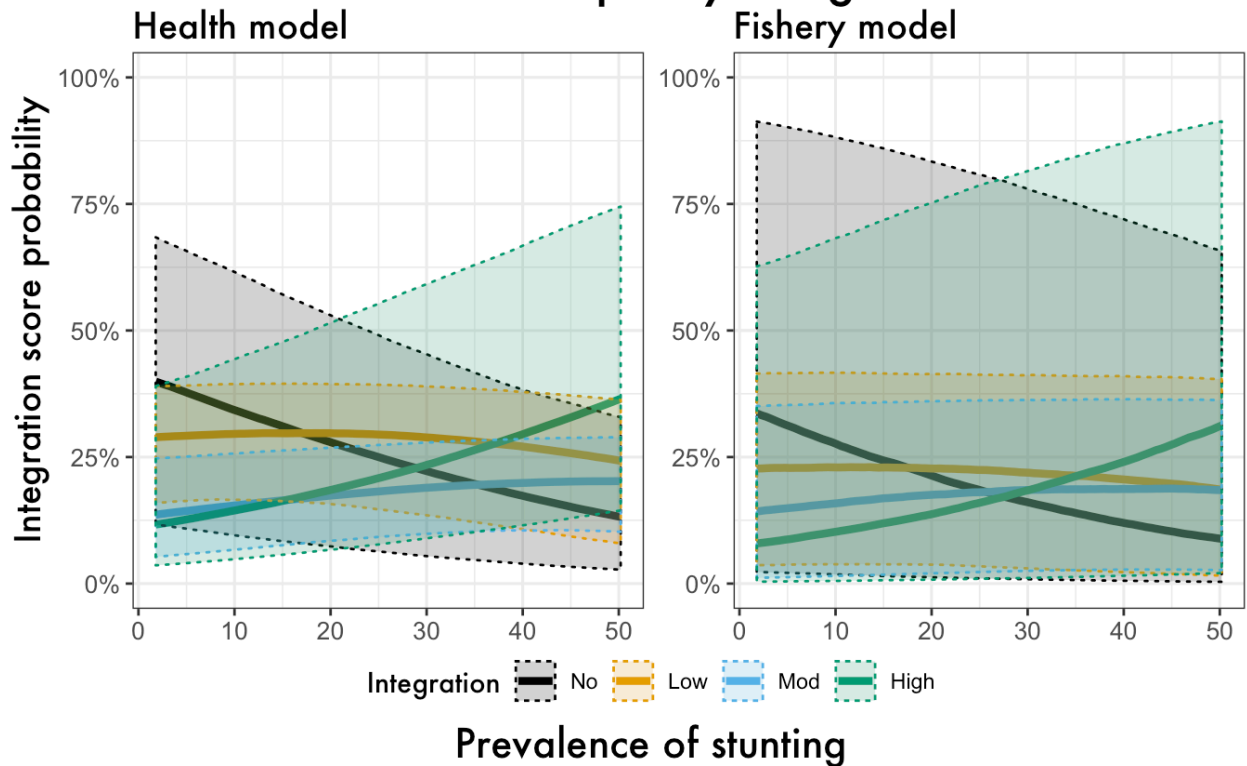 Health model
Fishery model
100%
75%
50%
25%
0%
100%
75%
50%
25%
0%
Integration score probability
0 10 20 30 40 50
0 10 20 30 40 50
Integration No Low Mod High
Prevalence of stunting